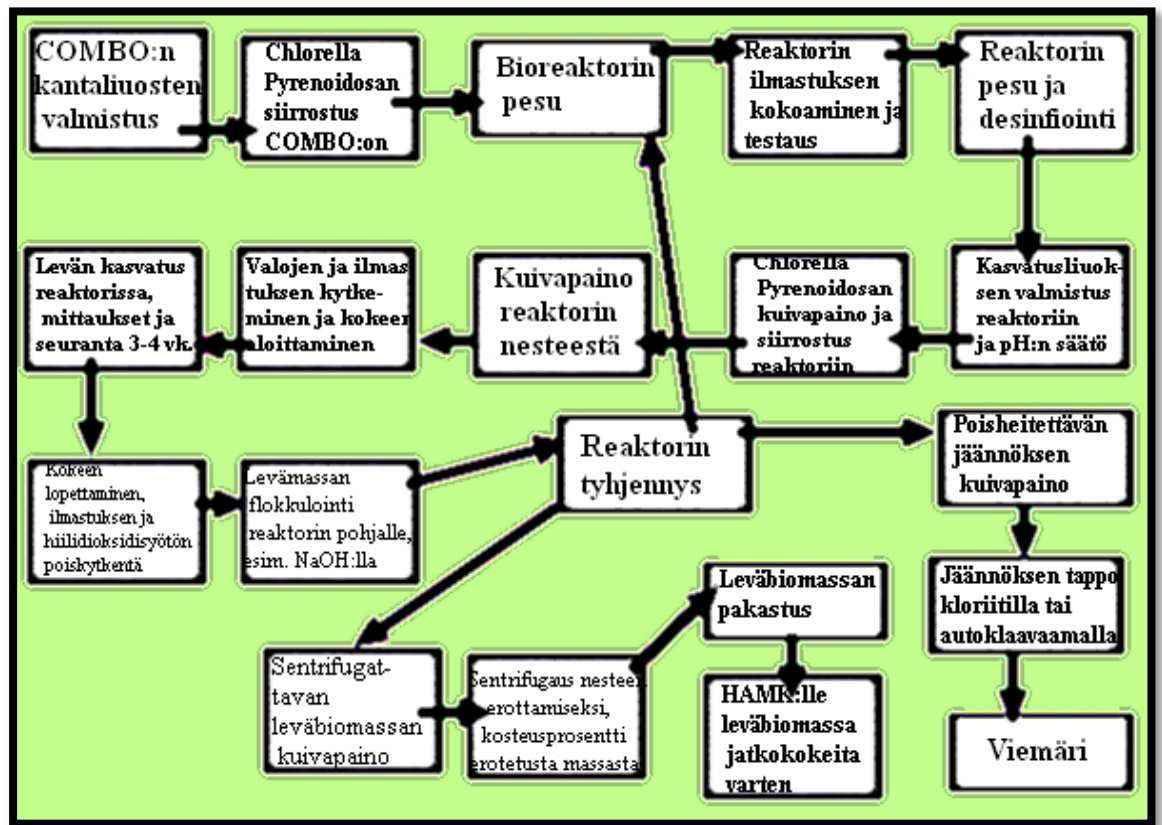 COMBO:n
kantaliuosten
valmistus
Chlorella
Pyrenoidosan
siirrostus
COMBO:on
Bioreaktorin
pesu
Reaktorin
ilmastuksen
kokoaminen ja
testaus
Reaktorin
pesu ja
desinfiointi
Levän kasvatus
reaktorissa,
mittaukset ja
seuranta 3-4 vk.
Valojen ja ilmas
tuksen kytke-
minen ja kokeen
aloittaminen
Kuivapaino
reaktorin
nesteestä
Chlorella
Pyrenoidosan
kuivapaino ja
siirrostus
reaktoriin
Kasvatusliuok-
sen valmistus
reaktoriin
ja pH:n säätö
Kokeen
lopettaminen,
ilmastuksen ja
hiilidioksidisyötön
poiskytkentä
Levämassan
flokkulointi
reaktorin pohjalle,
esim. NaOH:lla
Reaktorin
tyhjennys
Poisheitettävän
jäännöksen
kuivapaino
Sentrifugat-
tavan
leväbiomassan
kuivapaino
Sentrifugaus nesteen
erottamiseksi,
kosteusprosentti
erotetusta massasta
Leväbiomassan
pakastus
HAMK:lle
leväbiomassa
jatkokokeita
varten
Jäännöksen tappo
kloriitilla tai
autoklaavaamalla
Viemäri